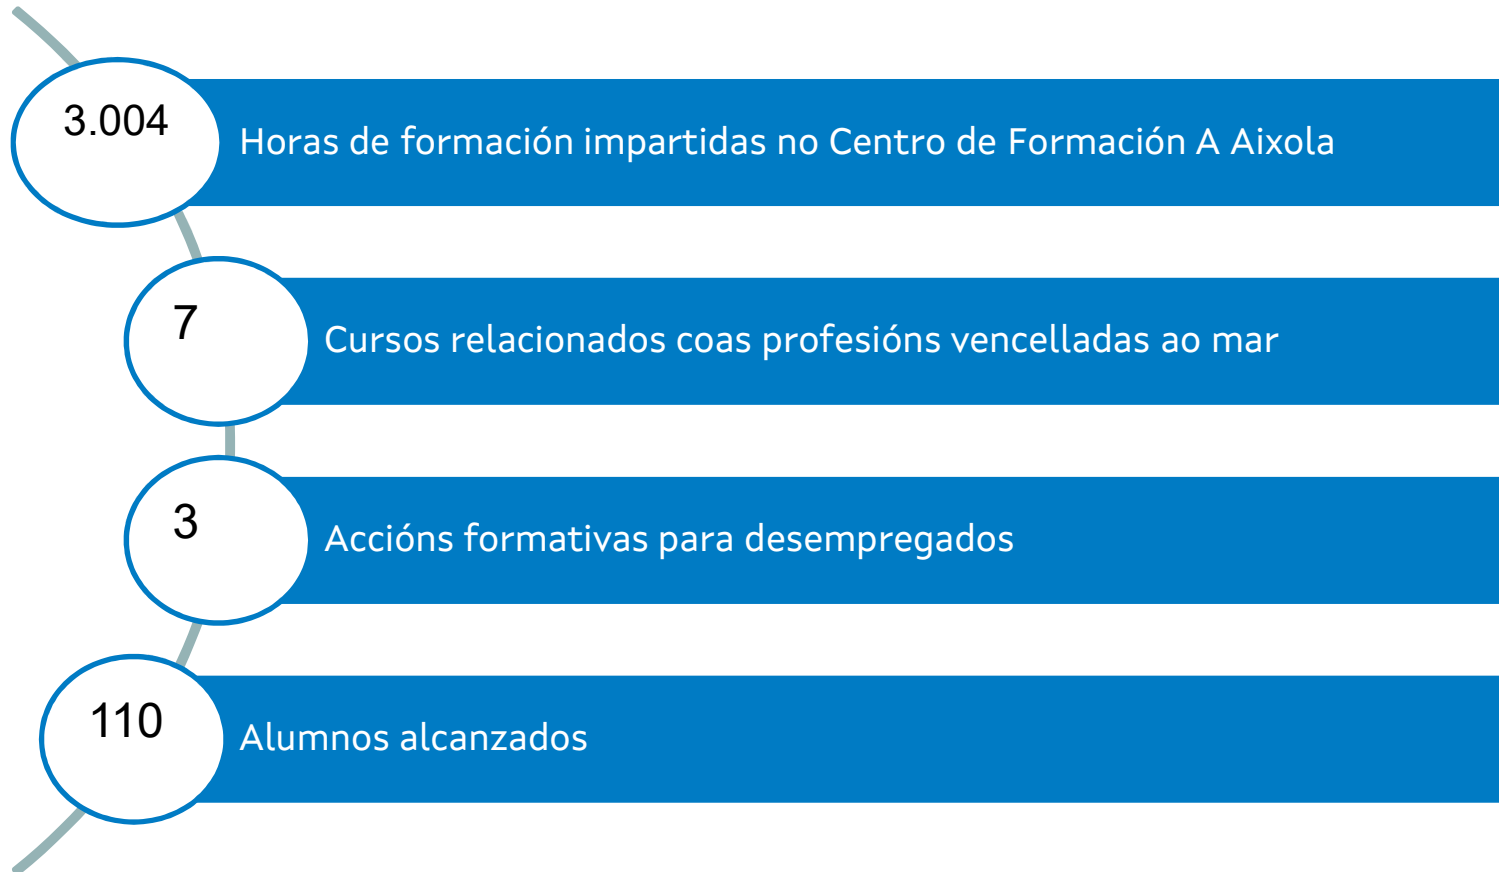 3.004
Horas de formación impartidas no Centro de Formación A Aixola
7
Cursos relacionados coas profesións vencelladas ao mar
3
Accións formativas para desempregados
110
Alumnos alcanzados